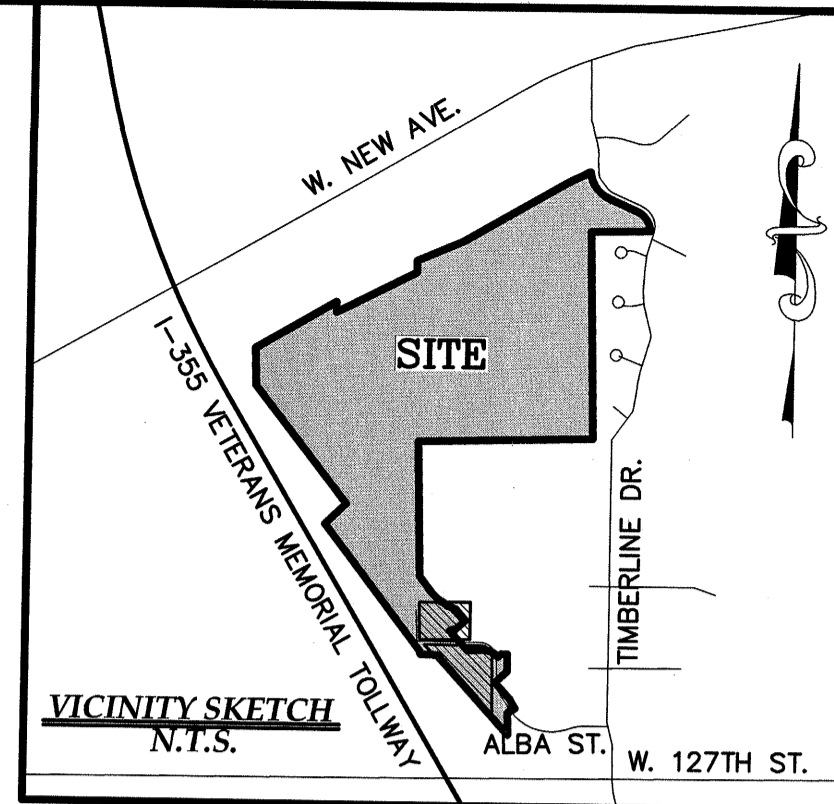 W. NEW AVE.
SITE
I-355 VETERANS MEMORIAL TOLLWAY
TIMBERLINE DR.
VICINITY SKETCH
N.T.S.
ALBA ST.
W. 127TH ST.